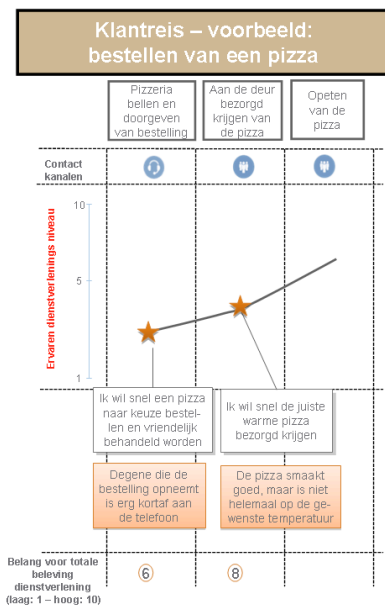 Klantreis – voorbeeld:
bestellen van een pizza
Pizzeria
bellen en
doorgeven
van bestelling
Aan de deur
bezorgd
krijgen van
de pizza
Opeten
van de
pizza
Contact
kanalen
Ervaren dienstverlenings niveau
10
5
1
Ik wil snel een pizza
naar keuze bestel-
len en vriendelijk
behandeld worden
Ik wil snel de juiste
warme pizza
bezorgd krijgen
Degene die de
bestelling opneemt
is erg kortaf aan
de telefoon
De pizza smaakt
goed, maar is niet
helemaal op de ge-
wenste temperatuur
Belang voor totale
beleving
dienstverlening
(laag: 1 – hoog: 10)
6
8